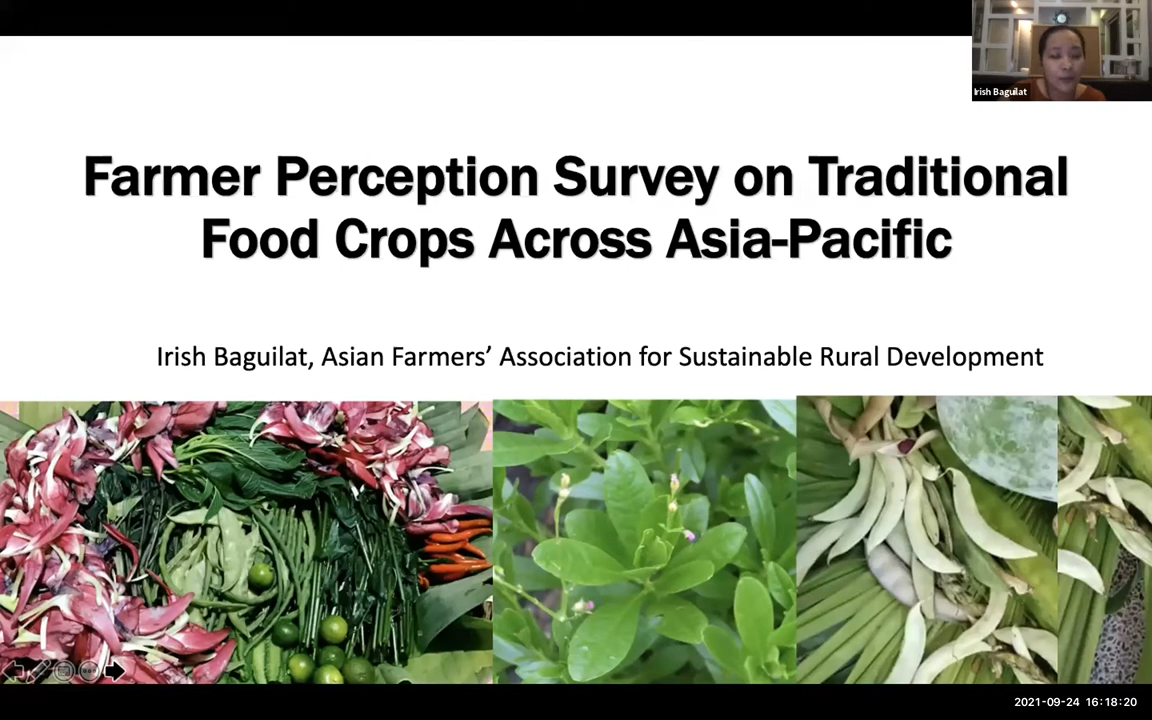 Irish Baguilat
Farmer Perception Survey on Traditional
Food Crops Across Asia-Pacific
Irish Baguilat, Asian Farmers’ Association for Sustainable Rural Development
2021-09-24 16:18:20